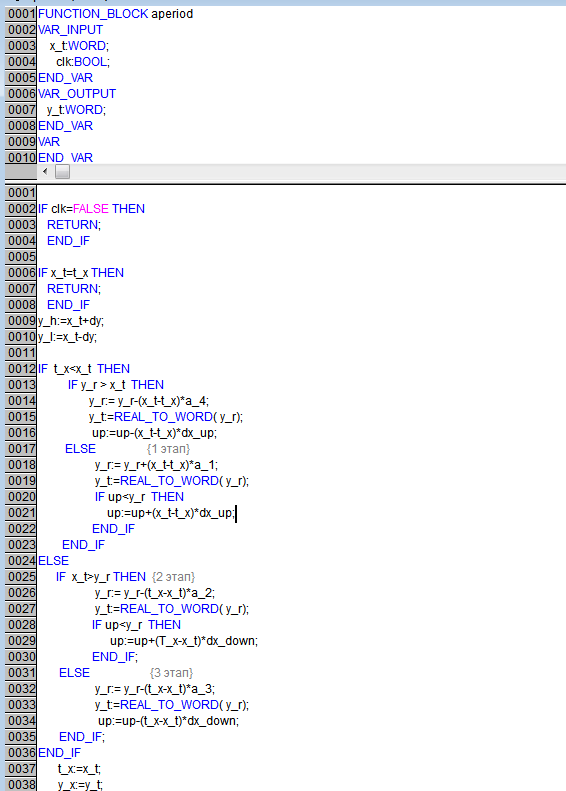 0001 FUNCTION_BLOCK aperiod
0002 VAR_INPUT
0003 x_t:WORD;
0004 clk:BOOL;
0005 END_VAR
0006 VAR_OUTPUT
0007 y_t:WORD;
0008 END_VAR
0009 VAR
0010 END_VAR
0001
0002 IF clk=FALSE THEN
0003 RETURN;
0004 END_IF
0005
0006 IF x_t=t_x THEN
0007 RETURN;
0008 END_IF
0009 y_h:=x_t+dy;
0010 y_l:=x_t-dy;
0011
0012 IF t_x<x_t THEN
0013 IF y_r > x_t THEN
0014 y_r:= y_r-(x_t-t_x)*a_4;
0015 y_t:=REAL_TO_WORD( y_r);
0016 up:=up-(x_t-t_x)*dx_up;
0017 ELSE {1 этап}
0018 y_r:= y_r+(x_t-t_x)*a_1;
0019 y_t:=REAL_TO_WORD( y_r);
0020 IF up<y_r THEN
0021 up:=up+(x_t-t_x)*dx_up;
0022 END_IF
0023 END_IF
0024 ELSE
0025 IF x_t>y_r THEN {2 этап}
0026 y_r:= y_r-(t_x-x_t)*a_2;
0027 y_t:=REAL_TO_WORD( y_r);
0028 IF up<y_r THEN
0029 up:=up+(T_x-x_t)*dx_down;
0030 END_IF;
0031 ELSE {3 этап}
0032 y_r:= y_r-(t_x-x_t)*a_3;
0033 y_t:=REAL_TO_WORD( y_r);
0034 up:=up-(t_x-x_t)*dx_down;
0035 END_IF;
0036 END_IF
0037 t_x:=x_t;
0038 y_x:=y_t;